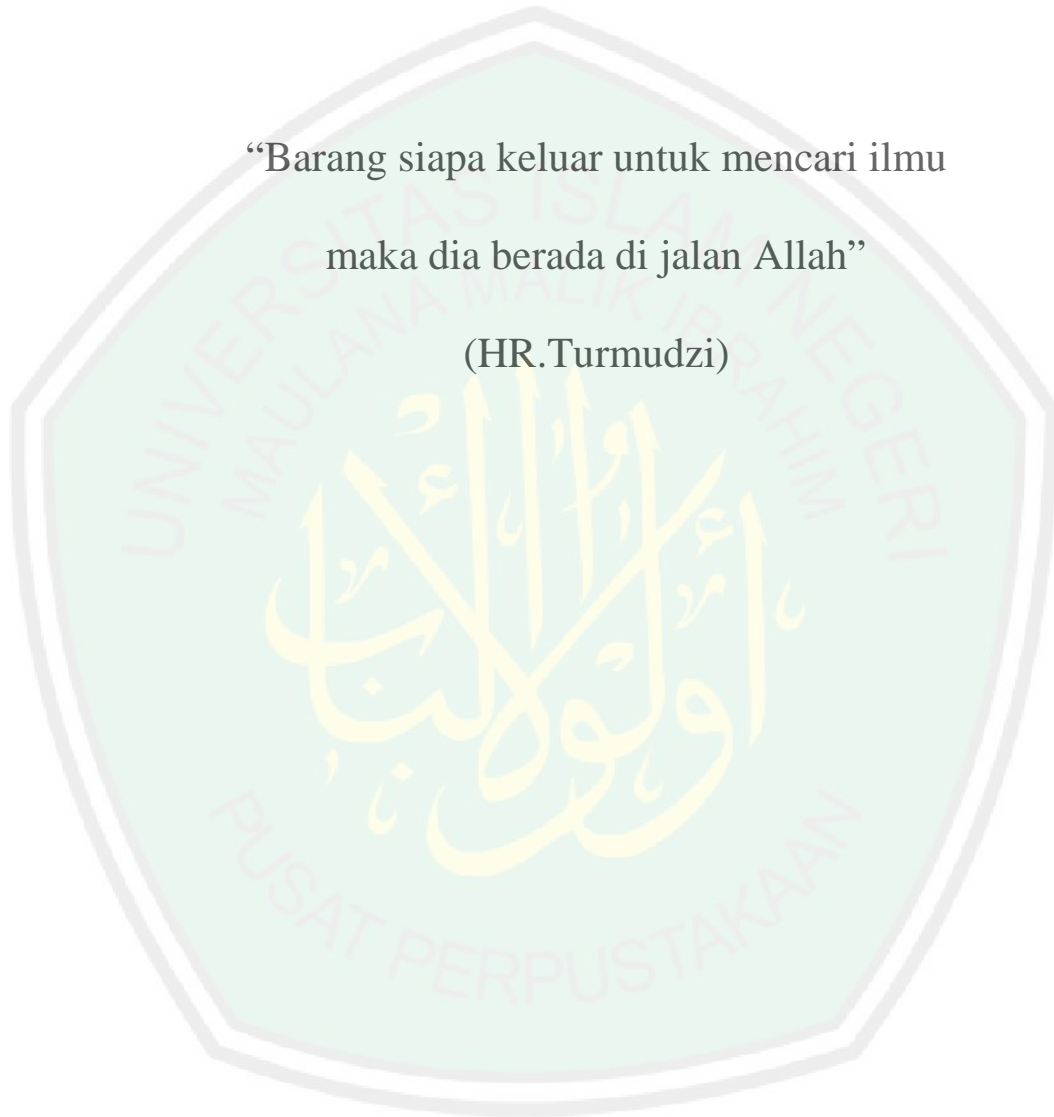 “Barang siapa keluar untuk mencari ilmu
maka dia berada di jalan Allah”
(HR.Turmudzi)
UNIVERSITAS ISLAM NEGERI
MAULANA MALIK IBRAHIM
أولوا الألباب
PUSAT PERPUSTAKAAN